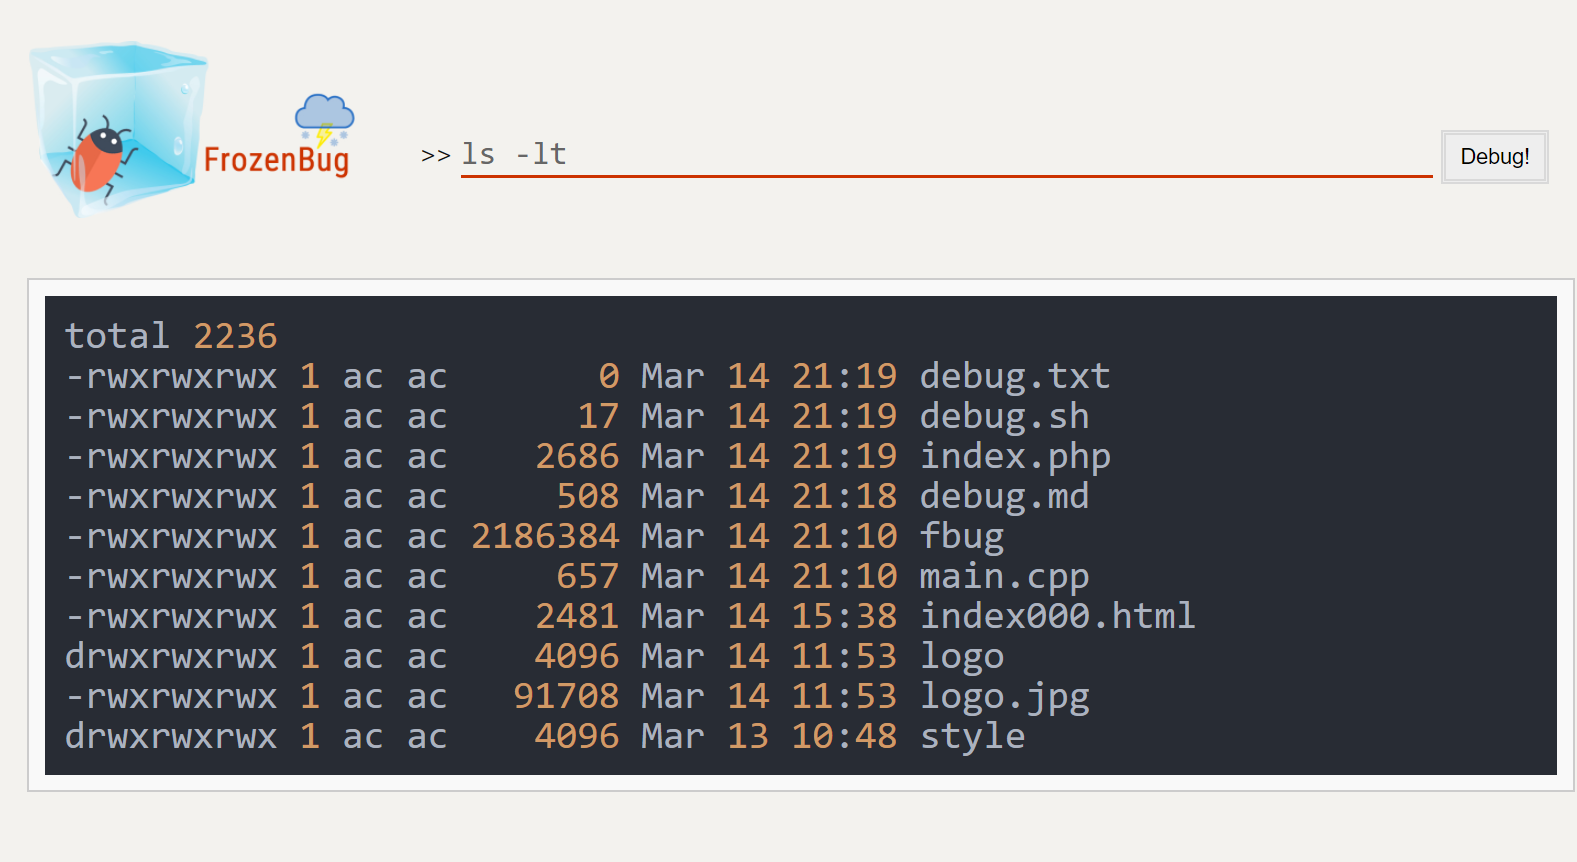 FrozenBug
>> ls -lt
Debug!
total 2236
-rwxrwxrwx 1 ac ac       0 Mar 14 21:19 debug.txt
-rwxrwxrwx 1 ac ac      17 Mar 14 21:19 debug.sh
-rwxrwxrwx 1 ac ac    2686 Mar 14 21:19 index.php
-rwxrwxrwx 1 ac ac     508 Mar 14 21:18 debug.md
-rwxrwxrwx 1 ac ac 2186384 Mar 14 21:10 fbug
-rwxrwxrwx 1 ac ac     657 Mar 14 21:10 main.cpp
-rwxrwxrwx 1 ac ac    2481 Mar 14 15:38 index000.html
drwxrwxrwx 1 ac ac    4096 Mar 14 11:53 logo
-rwxrwxrwx 1 ac ac   91708 Mar 14 11:53 logo.jpg
drwxrwxrwx 1 ac ac    4096 Mar 13 10:48 style